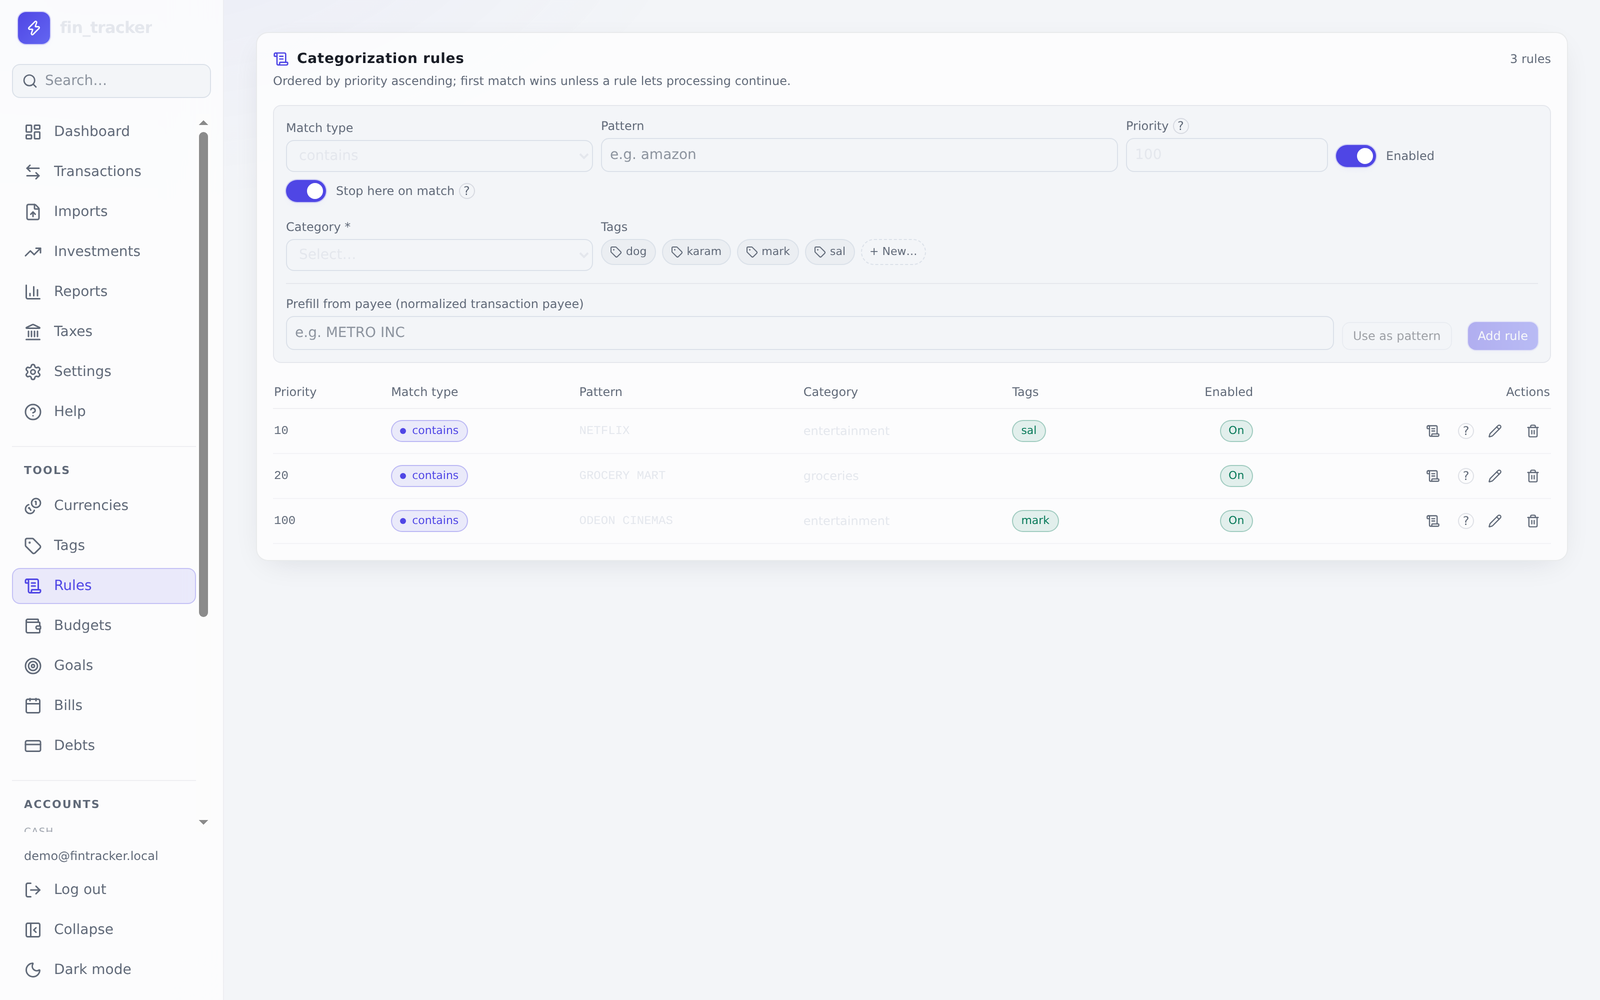 fin_tracker
Search...
Dashboard
Transactions
Imports
Investments
Reports
Taxes
Settings
Help
TOOLS
Currencies
Tags
Rules
Budgets
Goals
Bills
Debts
ACCOUNTS
CASH
demo@fintracker.local
Log out
Collapse
Dark mode
Categorization rules
3 rules
Ordered by priority ascending; first match wins unless a rule lets processing continue.
Match type
Pattern
Priority ?
contains
e.g. amazon
100
Enabled
Stop here on match ?
Category *
Tags
Select...
dog
karam
mark
sal
+ New...
Prefill from payee (normalized transaction payee)
e.g. METRO INC
Use as pattern
Add rule
Priority Match type Pattern Category Tags Enabled Actions
10 contains NETFLIX entertainment sal On ?
20 contains GROCERY MART groceries On ?
100 contains ODEON CINEMAS entertainment mark On ?